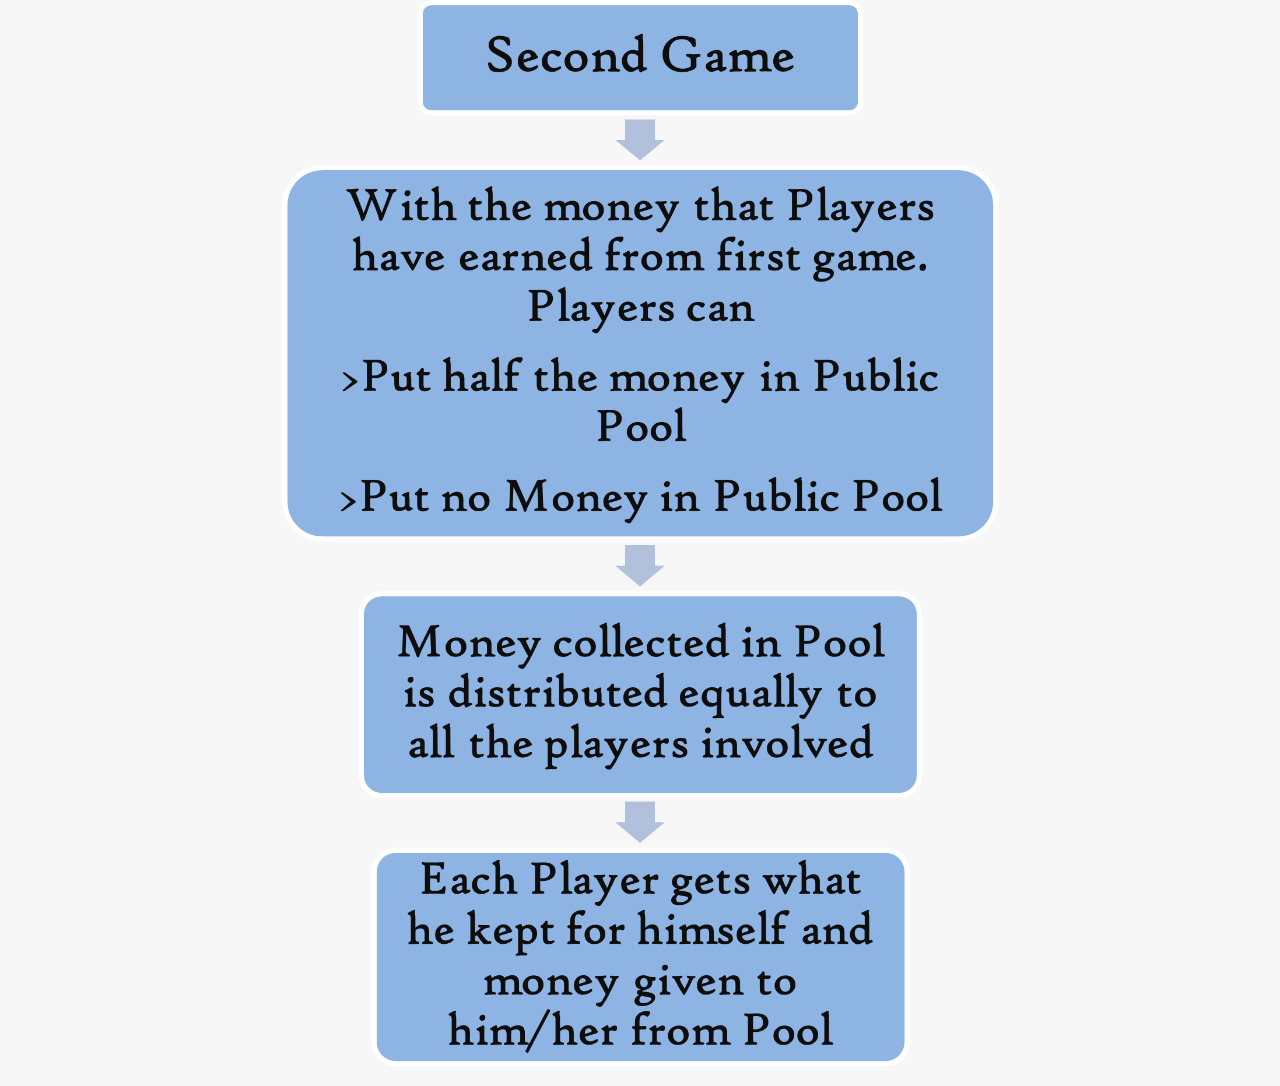 Second Game
With the money that Players
have earned from first game.
Players can
>Put half the money in Public
Pool
>Put no Money in Public Pool
Money collected in Pool
is distributed equally to
all the players involved
Each Player gets what
he kept for himself and
money given to
him/her from Pool